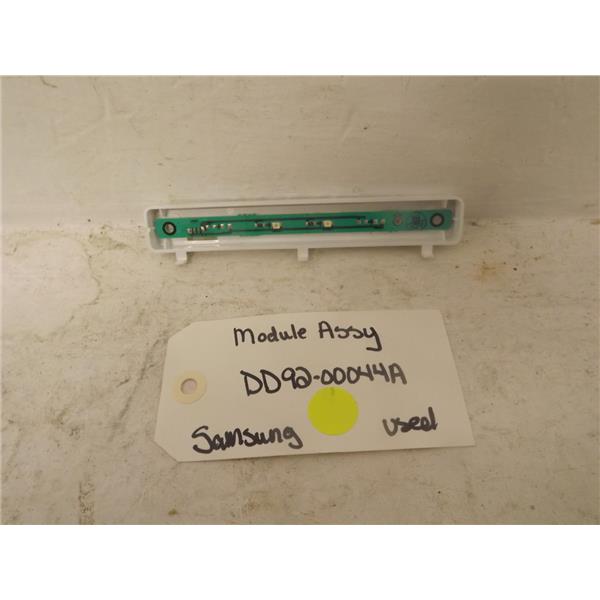 Module Assy
DD92-00044A
Samsung used